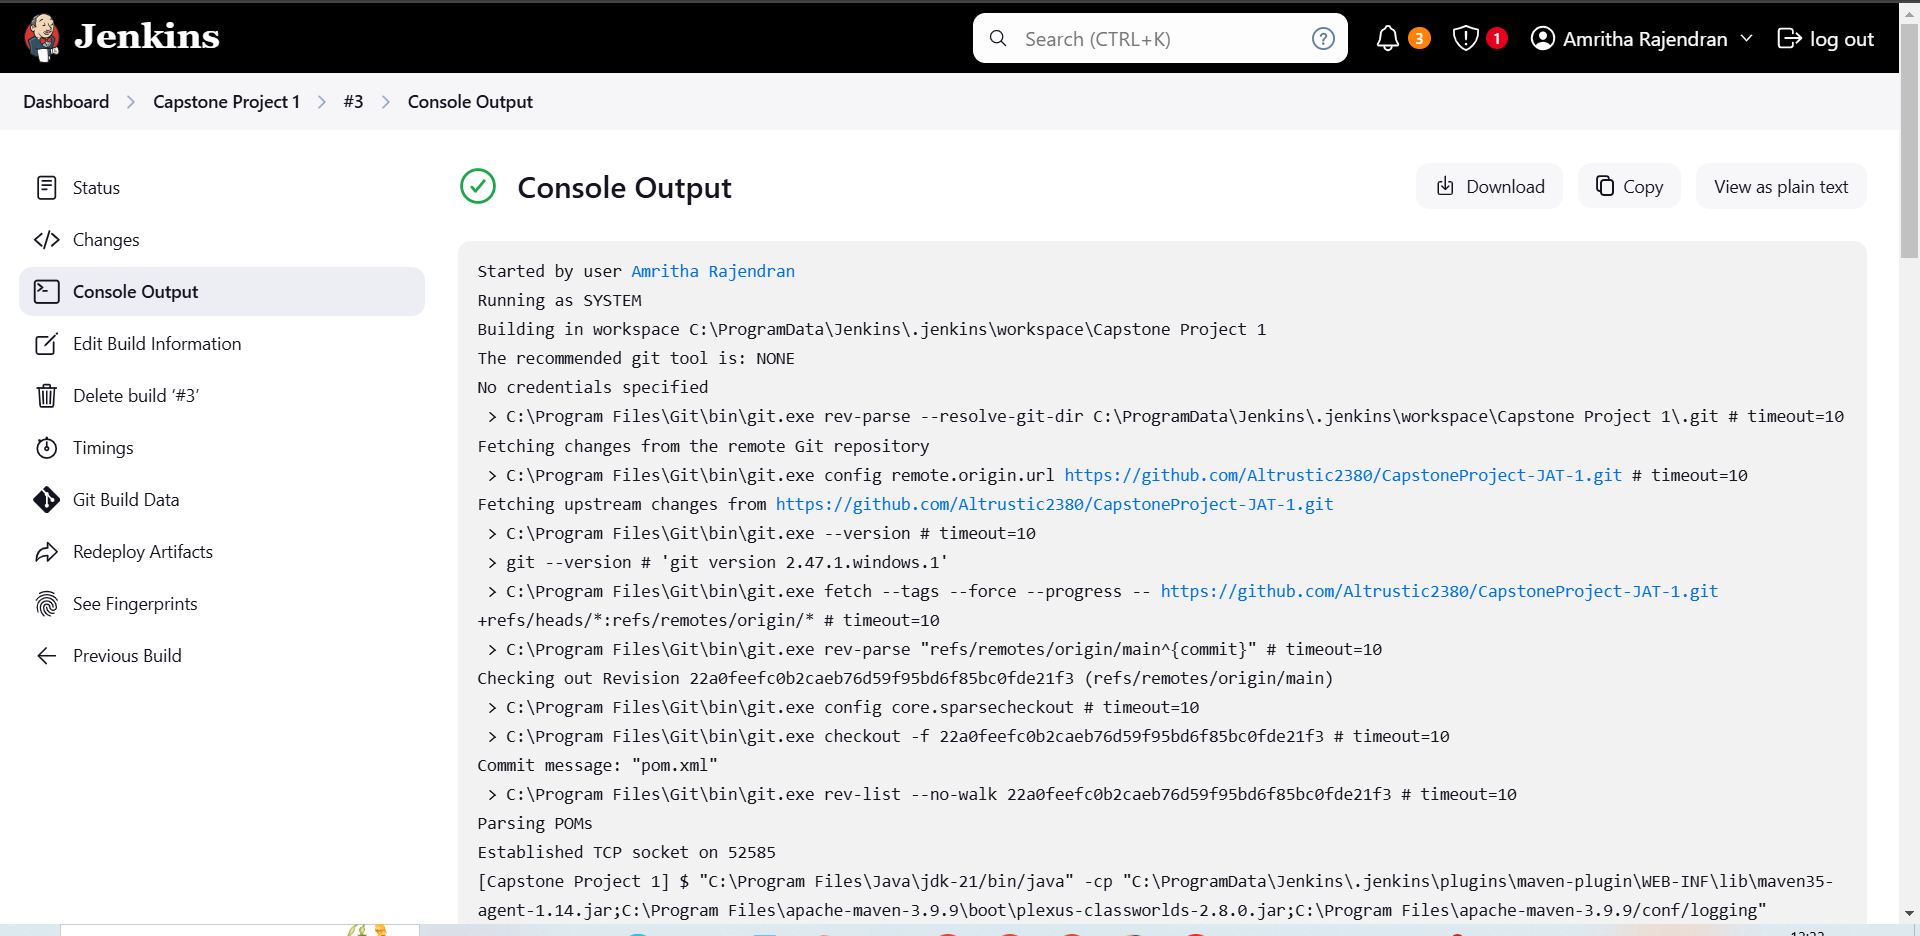 Jenkins
Search (CTRL+K)
?
3
1
Amritha Rajendran
log out
Dashboard > Capstone Project 1 > #3 > Console Output
Status
Changes
Console Output
Edit Build Information
Delete build ‘#3’
Timings
Git Build Data
Redeploy Artifacts
See Fingerprints
Previous Build
Console Output
Download
Copy
View as plain text
Started by user Amritha Rajendran
Running as SYSTEM
Building in workspace C:\ProgramData\Jenkins\.jenkins\workspace\Capstone Project 1
The recommended git tool is: NONE
No credentials specified
 > C:\Program Files\Git\bin\git.exe rev-parse --resolve-git-dir C:\ProgramData\Jenkins\.jenkins\workspace\Capstone Project 1\.git # timeout=10
Fetching changes from the remote Git repository
 > C:\Program Files\Git\bin\git.exe config remote.origin.url https://github.com/Altrustic2380/CapstoneProject-JAT-1.git # timeout=10
Fetching upstream changes from https://github.com/Altrustic2380/CapstoneProject-JAT-1.git
 > C:\Program Files\Git\bin\git.exe --version # timeout=10
 > git --version # 'git version 2.47.1.windows.1'
 > C:\Program Files\Git\bin\git.exe fetch --tags --force --progress -- https://github.com/Altrustic2380/CapstoneProject-JAT-1.git
+refs/heads/*:refs/remotes/origin/* # timeout=10
 > C:\Program Files\Git\bin\git.exe rev-parse "refs/remotes/origin/main^{commit}" # timeout=10
Checking out Revision 22a0feefc0b2caeb76d59f95bd6f85bc0fde21f3 (refs/remotes/origin/main)
 > C:\Program Files\Git\bin\git.exe config core.sparsecheckout # timeout=10
 > C:\Program Files\Git\bin\git.exe checkout -f 22a0feefc0b2caeb76d59f95bd6f85bc0fde21f3 # timeout=10
Commit message: "pom.xml"
 > C:\Program Files\Git\bin\git.exe rev-list --no-walk 22a0feefc0b2caeb76d59f95bd6f85bc0fde21f3 # timeout=10
Parsing POMs
Established TCP socket on 52585
[Capstone Project 1] $ "C:\Program Files\Java\jdk-21/bin/java" -cp "C:\ProgramData\Jenkins\.jenkins\plugins\maven-plugin\WEB-INF\lib\maven35-
agent-1.14.jar;C:\Program Files\apache-maven-3.9.9\boot\plexus-classworlds-2.8.0.jar;C:\Program Files\apache-maven-3.9.9/conf/logging"